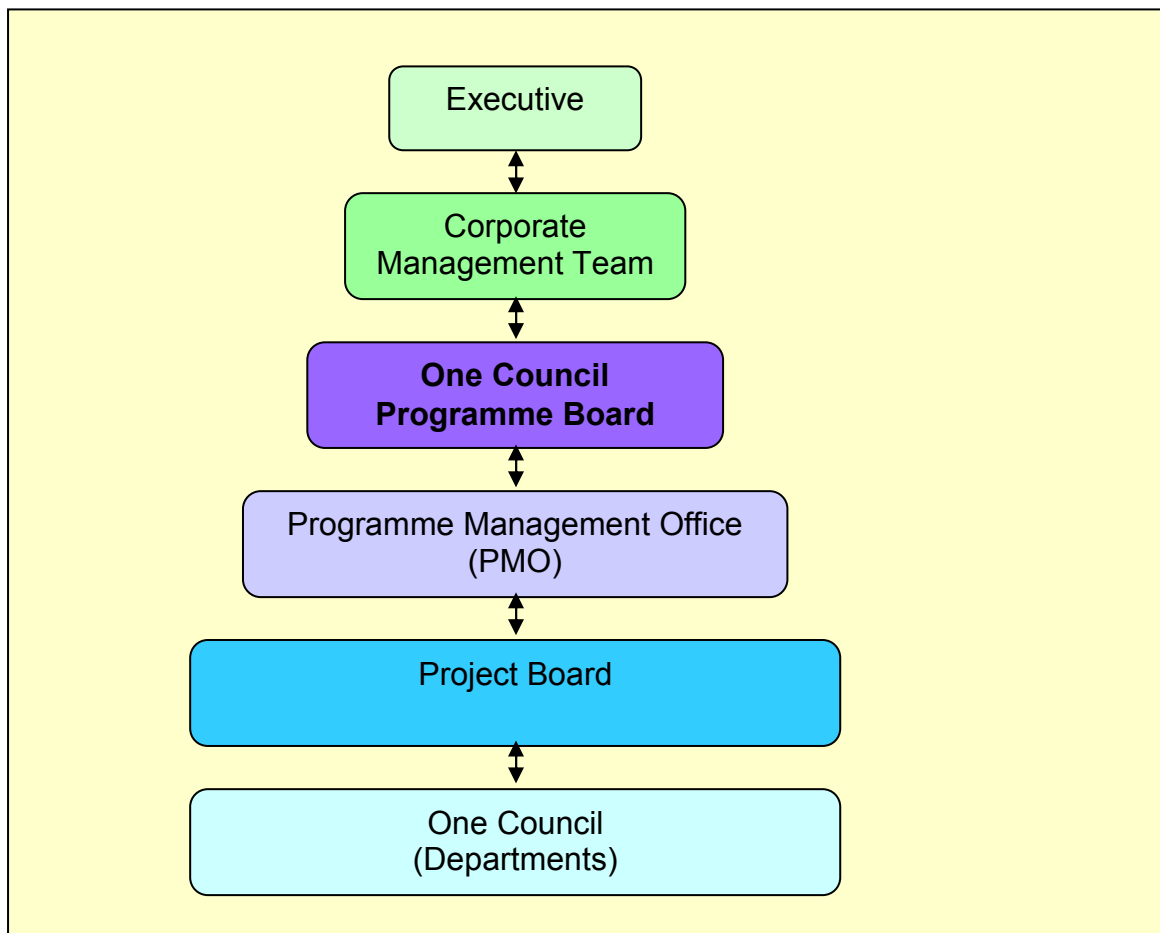 Executive
Corporate
Management Team
One Council
Programme Board
Programme Management Office
(PMO)
Project Board
One Council
(Departments)